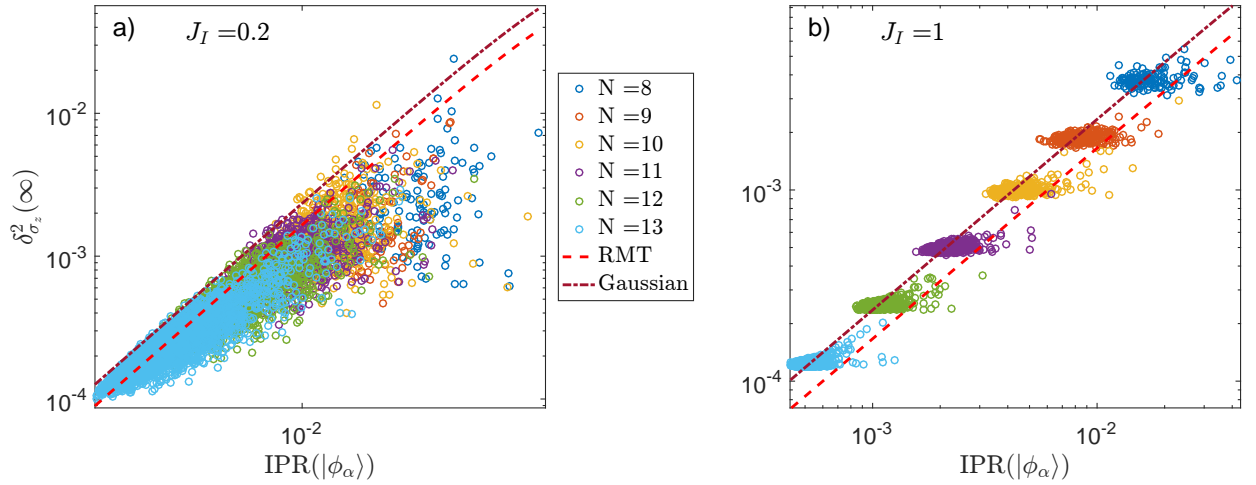 a)
J_I =0.2
10^-2
10^-3
10^-4
δ²_σz(∞)
10^-2
IPR(|ϕ_α⟩)
N =8
N =9
N =10
N =11
N =12
N =13
RMT
Gaussian
b)
J_I =1
10^-3
10^-4
10^-3
10^-2
IPR(|ϕ_α⟩)